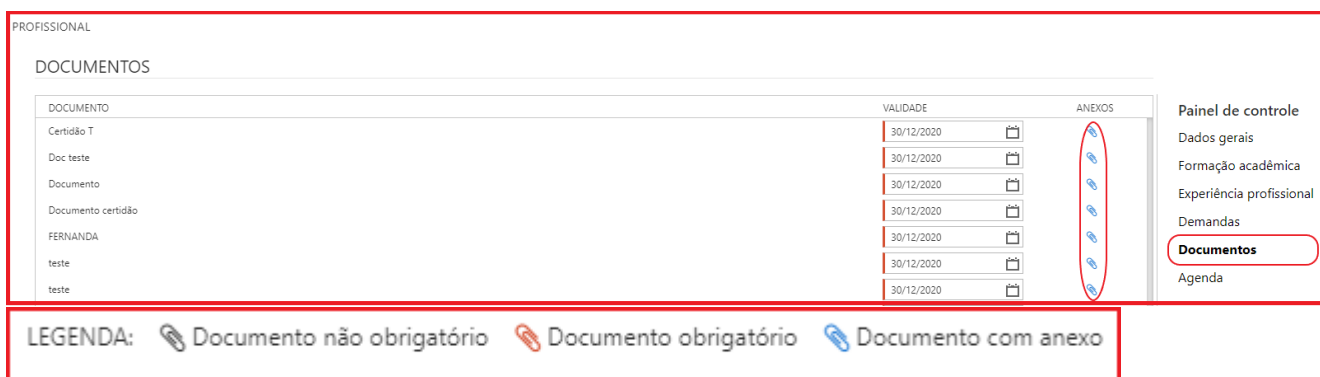 PROFISSIONAL
DOCUMENTOS
DOCUMENTO VALIDADE ANEXOS
Certidão T 30/12/2020
Doc teste 30/12/2020
Documento 30/12/2020
Documento certidão 30/12/2020
FERNANDA 30/12/2020
teste 30/12/2020
teste 30/12/2020
Painel de controle
Dados gerais
Formação acadêmica
Experiência profissional
Demandas
Documentos
Agenda
LEGENDA: Documento não obrigatório Documento obrigatório Documento com anexo